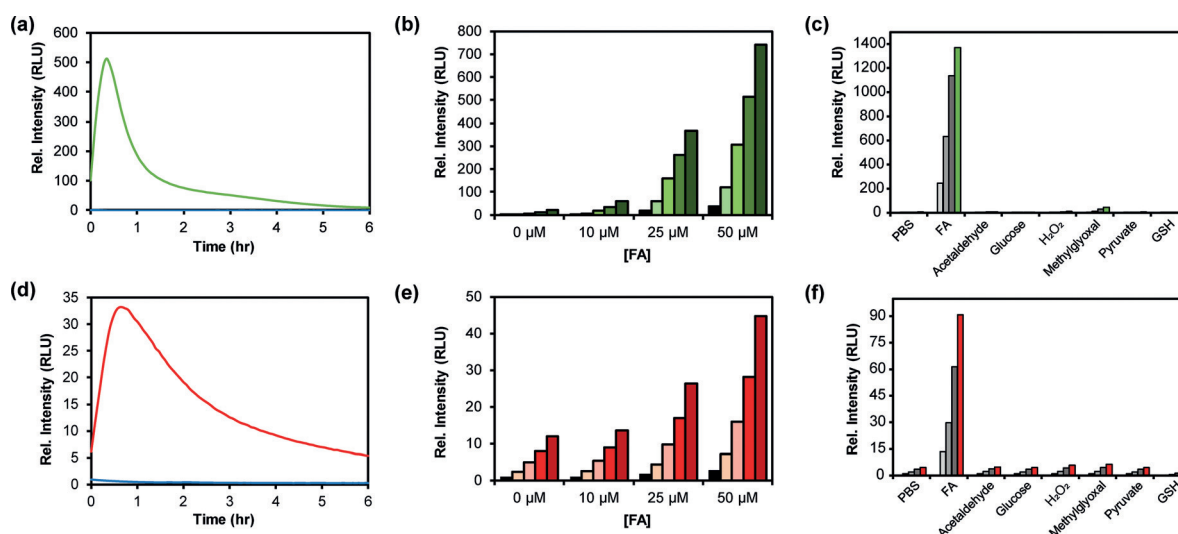 (a)
Rel. Intensity (RLU)
600
500
400
300
200
100
0
0 1 2 3 4 5 6
Time (hr)
(b)
Rel. Intensity (RLU)
800
700
600
500
400
300
200
100
0
0 µM 10 µM 25 µM 50 µM
[FA]
(c)
Rel. Intensity (RLU)
1400
1200
1000
800
600
400
200
0
PBS FA Acetaldehyde Glucose H₂O₂ Methylglyoxal Pyruvate GSH
(d)
Rel. Intensity (RLU)
35
30
25
20
15
10
5
0
0 1 2 3 4 5 6
Time (hr)
(e)
Rel. Intensity (RLU)
50
40
30
20
10
0
0 µM 10 µM 25 µM 50 µM
[FA]
(f)
Rel. Intensity (RLU)
90
75
60
45
30
15
0
PBS FA Acetaldehyde Glucose H₂O₂ Methylglyoxal Pyruvate GSH